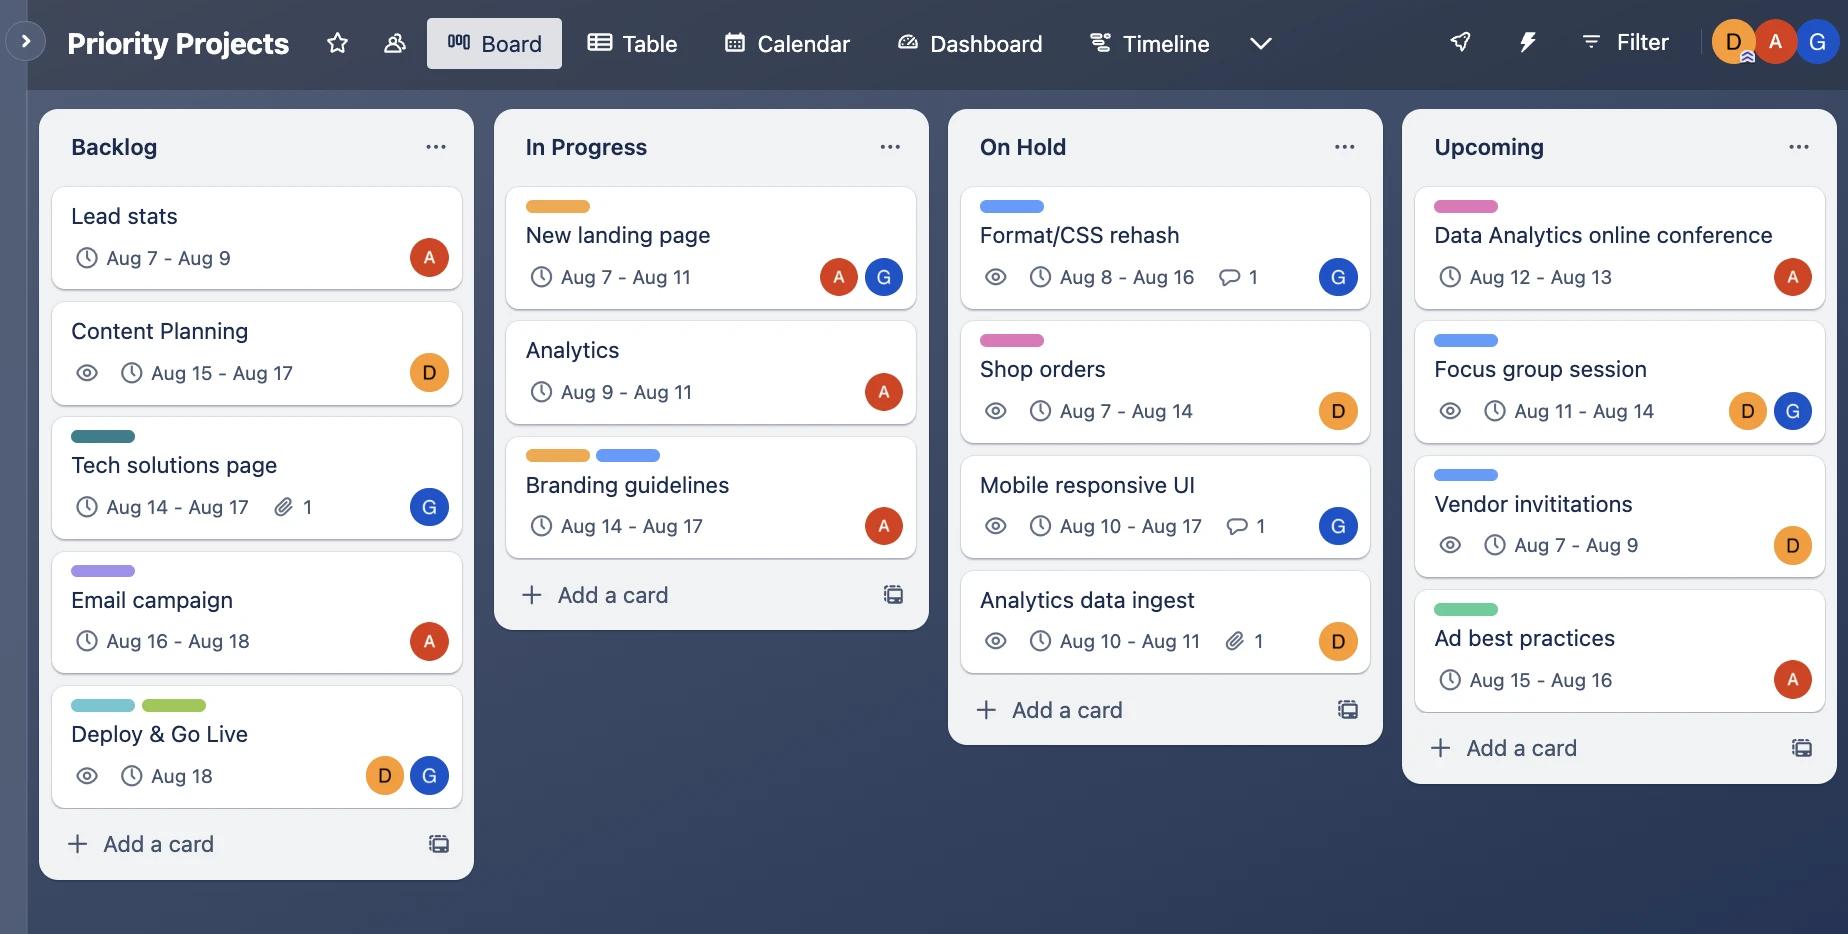 Priority Projects
Board
Table
Calendar
Dashboard
Timeline
Filter
D
A
G
Backlog
Lead stats
Aug 7 - Aug 9
A
Content Planning
Aug 15 - Aug 17
D
Tech solutions page
Aug 14 - Aug 17
1
G
Email campaign
Aug 16 - Aug 18
A
Deploy & Go Live
Aug 18
D
G
Add a card
In Progress
New landing page
Aug 7 - Aug 11
A
G
Analytics
Aug 9 - Aug 11
A
Branding guidelines
Aug 14 - Aug 17
A
Add a card
On Hold
Format/CSS rehash
Aug 8 - Aug 16
1
G
Shop orders
Aug 7 - Aug 14
D
Mobile responsive UI
Aug 10 - Aug 17
1
G
Analytics data ingest
Aug 10 - Aug 11
1
D
Add a card
Upcoming
Data Analytics online conference
Aug 12 - Aug 13
A
Focus group session
Aug 11 - Aug 14
D
G
Vendor invititations
Aug 7 - Aug 9
D
Ad best practices
Aug 15 - Aug 16
A
Add a card